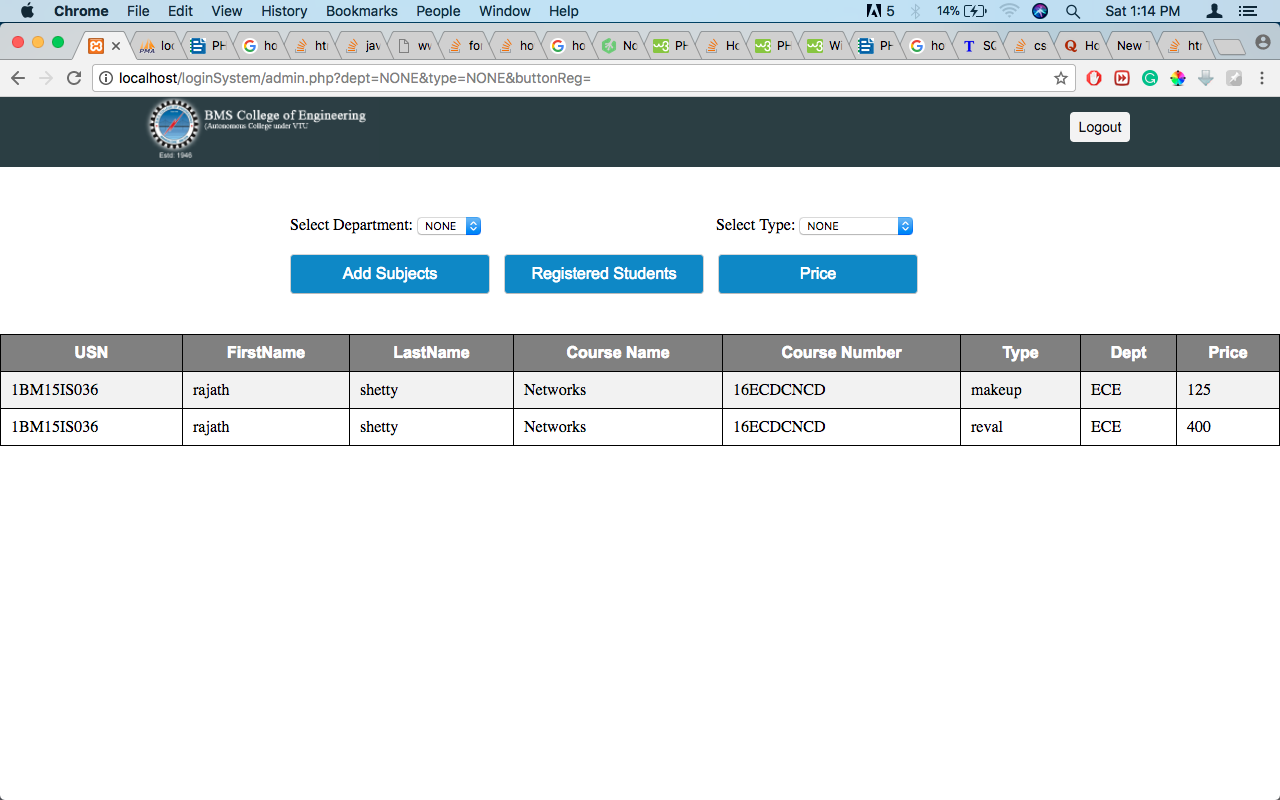 Chrome File Edit View History Bookmarks People Window Help 5 14% Sat 1:14 PM
loc PH ho htt jav wv for ho ho No PH Ho PH Wi PH ho SC cs Ho New T htt
localhost/loginSystem/admin.php?dept=NONE&type=NONE&buttonReg=
BMS College of Engineering
(Autonomous College under VTU
Estd: 1946
Logout
Select Department: NONE Select Type: NONE
Add Subjects Registered Students Price
USN FirstName LastName Course Name Course Number Type Dept Price
1BM15IS036 rajath shetty Networks 16ECDCNCD makeup ECE 125
1BM15IS036 rajath shetty Networks 16ECDCNCD reval ECE 400